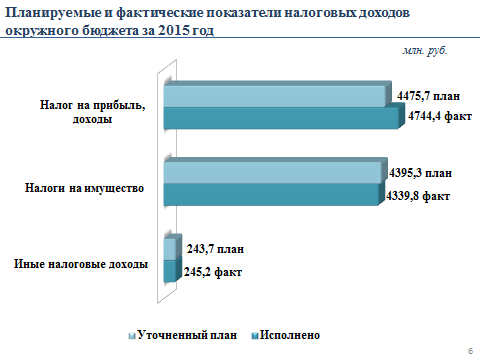 Планируемые и фактические показатели налоговых доходов
окружного бюджета за 2015 год
млн. руб.
Налог на прибыль,
доходы
4475,7 план
4744,4 факт
Налоги на имущество
4395,3 план
4339,8 факт
Иные налоговые доходы
243,7 план
245,2 факт
Уточненный план
Исполнено
6